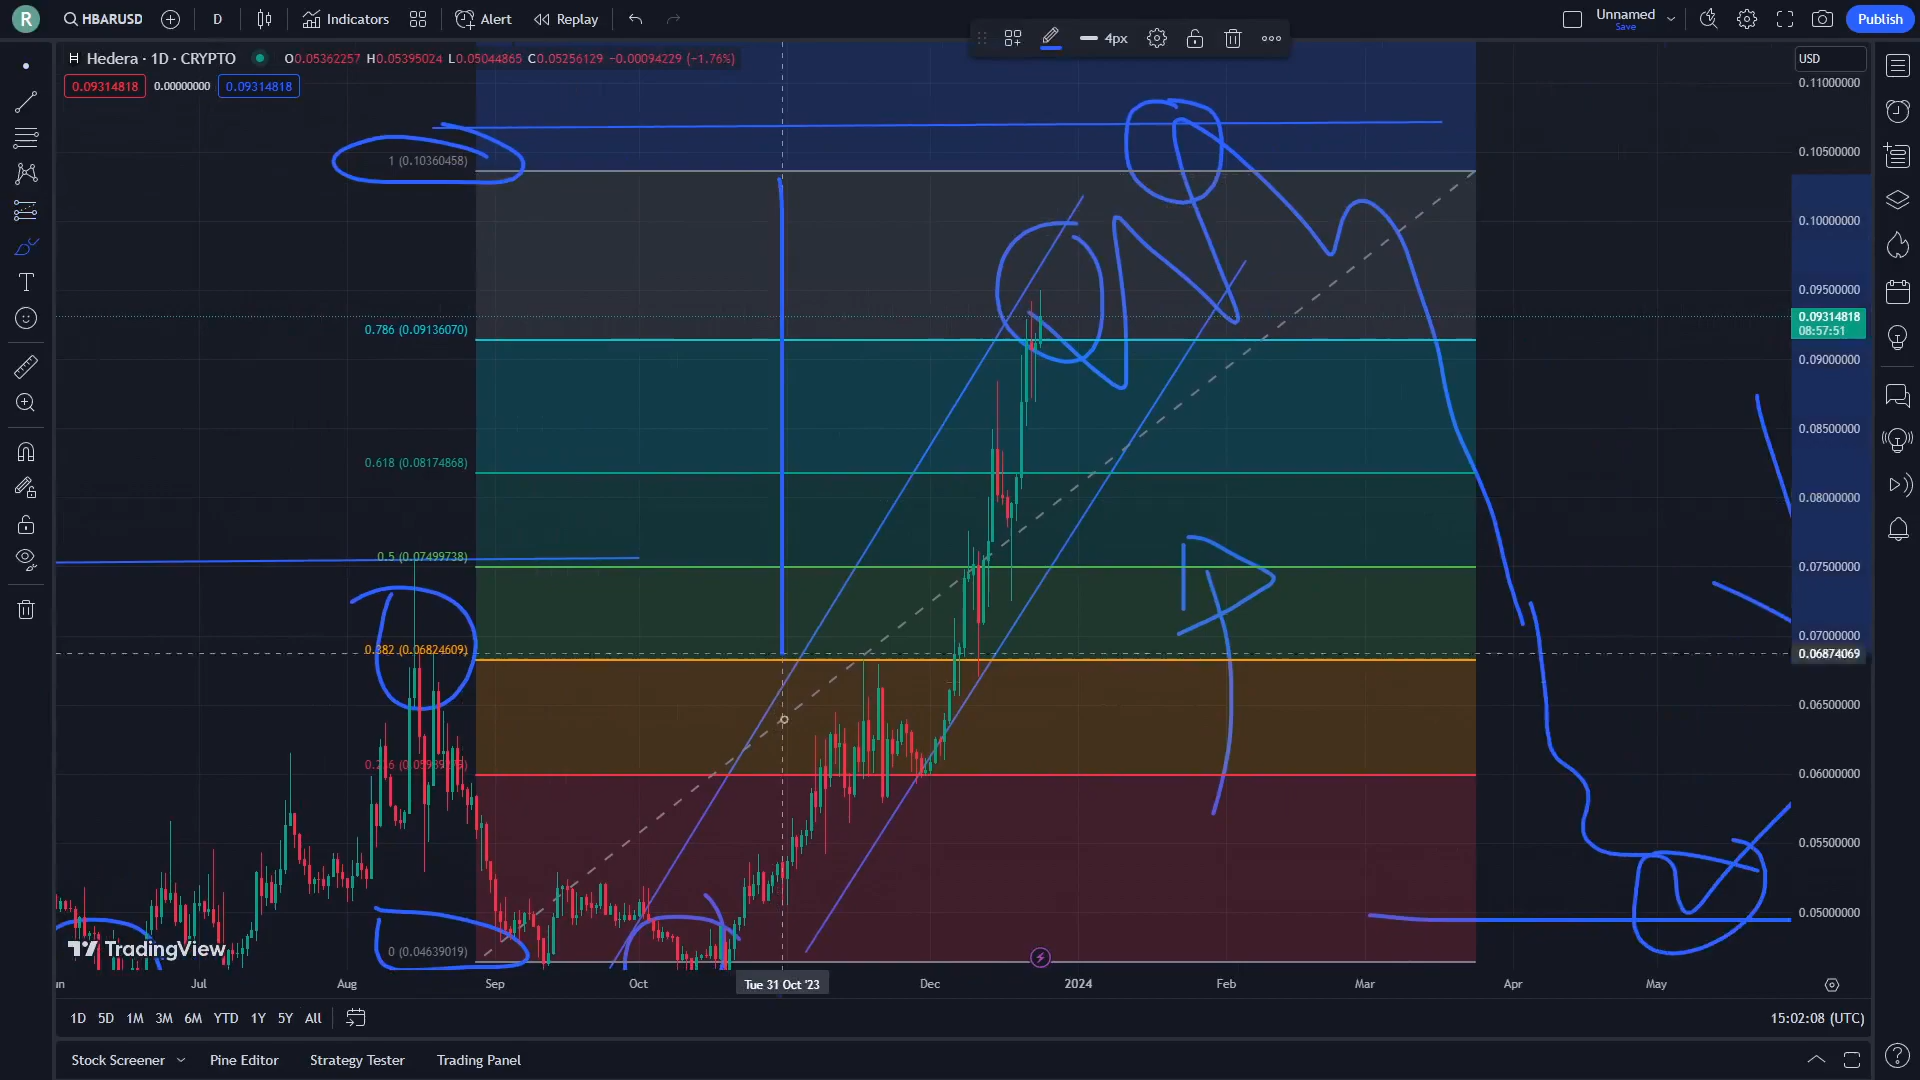 R HBARUSD D Indicators Alert Replay Unnamed Save Publish
4px
Hedera · 1D · CRYPTO O0.05362257 H0.05395024 L0.05044865 C0.05256129 −0.00094229 (−1.76%)
USD
0.09314818 0.00000000 0.09314818
0.11000000
0.10500000
1 (0.10360458)
0.10000000
0.09500000
0.09314818
08:57:51
0.786 (0.09136070)
0.09000000
0.08500000
0.618 (0.08174868)
0.08000000
0.5 (0.07499738)
0.07500000
0.07000000
0.382 (0.06824609)
0.06874069
0.06500000
0.06000000
0.05500000
0.05000000
TradingView
0 (0.04639019)
Jul Aug Sep Oct Tue 31 Oct '23 Dec 2024 Feb Mar Apr May
1D 5D 1M 3M 6M YTD 1Y 5Y All 15:02:08 (UTC)
Stock Screener Pine Editor Strategy Tester Trading Panel